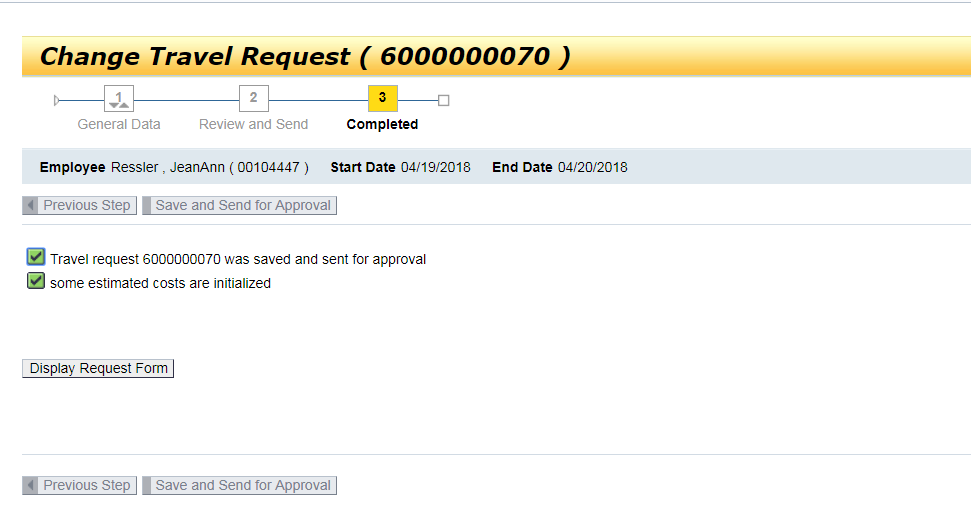 Change Travel Request ( 6000000070 )
1 2 3
General Data Review and Send Completed
Employee Ressler , JeanAnn ( 00104447 ) Start Date 04/19/2018 End Date 04/20/2018
Previous Step Save and Send for Approval
Travel request 6000000070 was saved and sent for approval
some estimated costs are initialized
Display Request Form
Previous Step Save and Send for Approval